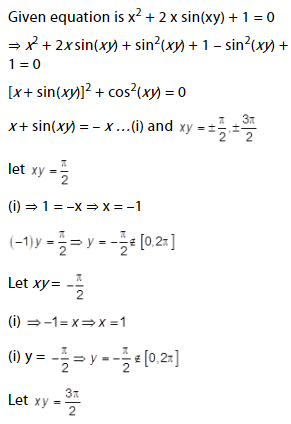 Given equation is x² + 2 x sin(xy) + 1 = 0
⇒ x² + 2x sin(xy) + sin²(xy) + 1 – sin²(xy) +
1 = 0
[x + sin(xy)]² + cos²(xy) = 0
x + sin(xy) = – x ...(i) and xy = ±π/2, ±3π/2
let xy = π/2
(i) ⇒ 1 = –x ⇒ x = –1
(–1)y = π/2 ⇒ y = –π/2 ∉ [0,2π]
Let xy = –π/2
(i) ⇒ –1 = x ⇒ x = 1
(i) y = –π/2 ⇒ y = –π/2 ∉ [0,2π]
Let xy = 3π/2